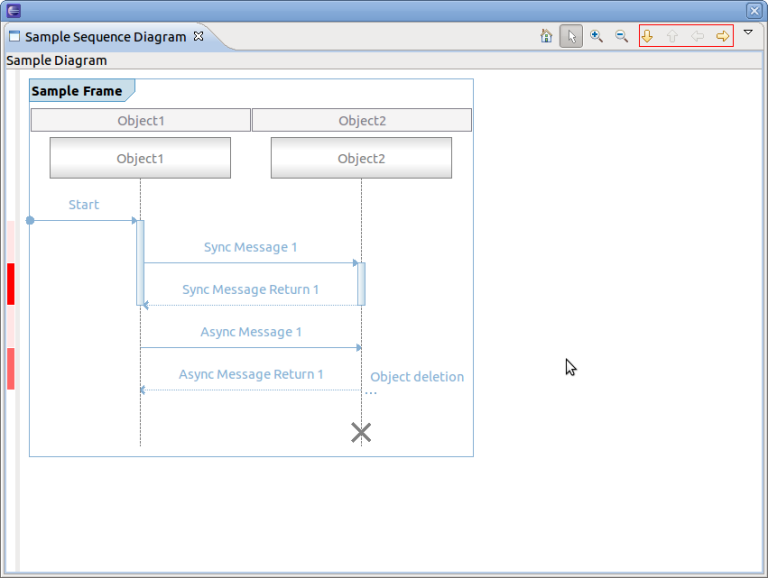 Sample Sequence Diagram
Sample Diagram
Sample Frame
Object1
Object2
Object1
Object2
Start
Sync Message 1
Sync Message Return 1
Async Message 1
Async Message Return 1
Object deletion
...